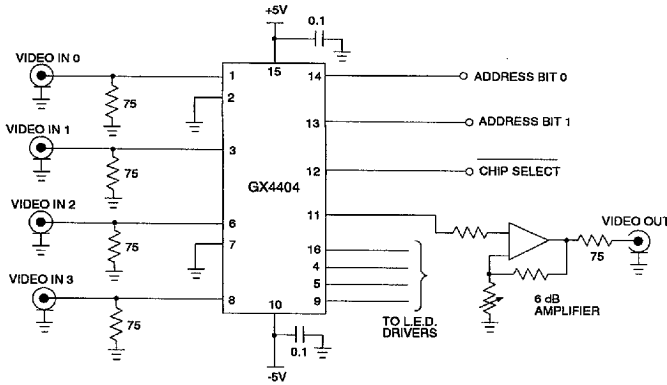 +5V
0.1
VIDEO IN 0
1
15
14
ADDRESS BIT 0
75
2
13
ADDRESS BIT 1
VIDEO IN 1
3
75
12
CHIP SELECT
GX4404
VIDEO IN 2
6
11
VIDEO OUT
75
7
16
75
4
6 dB
AMPLIFIER
VIDEO IN 3
5
8
9
75
10
TO L.E.D.
DRIVERS
0.1
-5V